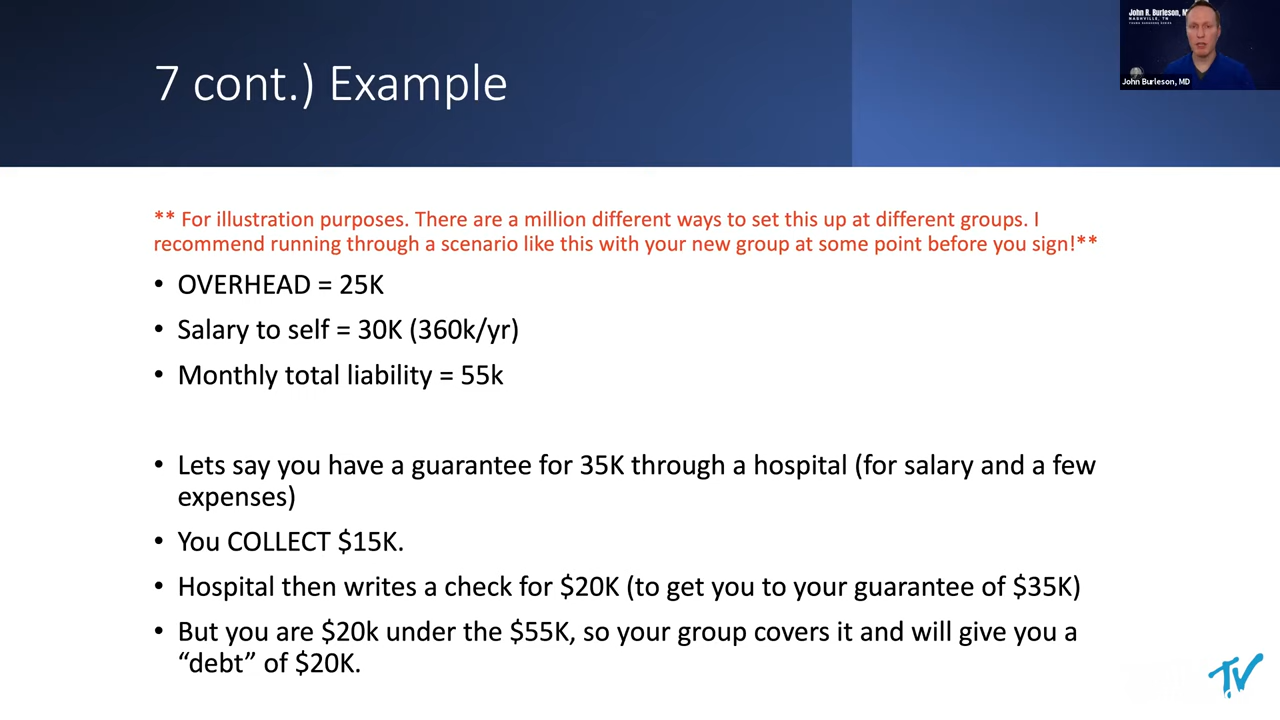 John R. Burleson, M
NASHVILLE, TN
John Burleson, MD
7 cont.) Example
** For illustration purposes. There are a million different ways to set this up at different groups. I
recommend running through a scenario like this with your new group at some point before you sign!**
• OVERHEAD = 25K
• Salary to self = 30K (360k/yr)
• Monthly total liability = 55k
• Lets say you have a guarantee for 35K through a hospital (for salary and a few
expenses)
• You COLLECT $15K.
• Hospital then writes a check for $20K (to get you to your guarantee of $35K)
• But you are $20k under the $55K, so your group covers it and will give you a
“debt” of $20K.
TV